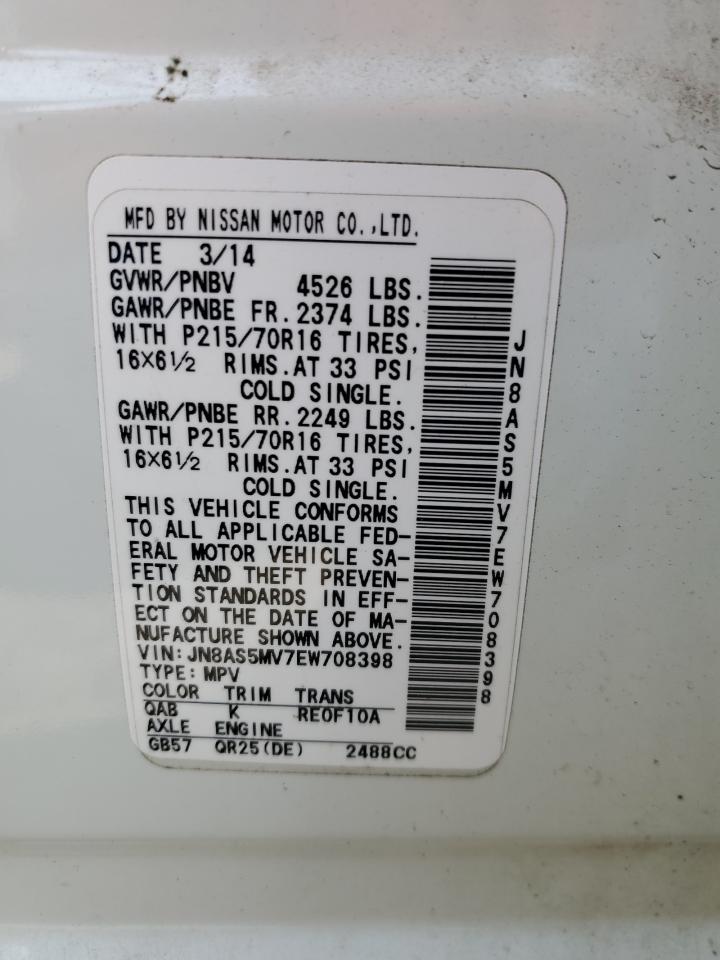 MFD BY NISSAN MOTOR CO.,LTD.
DATE 3/14
GVWR/PNBV 4526 LBS.
GAWR/PNBE FR.2374 LBS.
WITH P215/70R16 TIRES,
16X6½ RIMS.AT 33 PSI
COLD SINGLE.
GAWR/PNBE RR.2249 LBS.
WITH P215/70R16 TIRES,
16X6½ RIMS.AT 33 PSI
COLD SINGLE.
THIS VEHICLE CONFORMS
TO ALL APPLICABLE FED-
ERAL MOTOR VEHICLE SA-
FETY AND THEFT PREVEN-
TION STANDARDS IN EFF-
ECT ON THE DATE OF MA-
NUFACTURE SHOWN ABOVE.
VIN:JN8AS5MV7EW708398
TYPE:MPV
COLOR TRIM TRANS
QAB K RE0F10A
AXLE ENGINE
GB57 QR25(DE) 2488CC
JN8AS5MV7EW708398